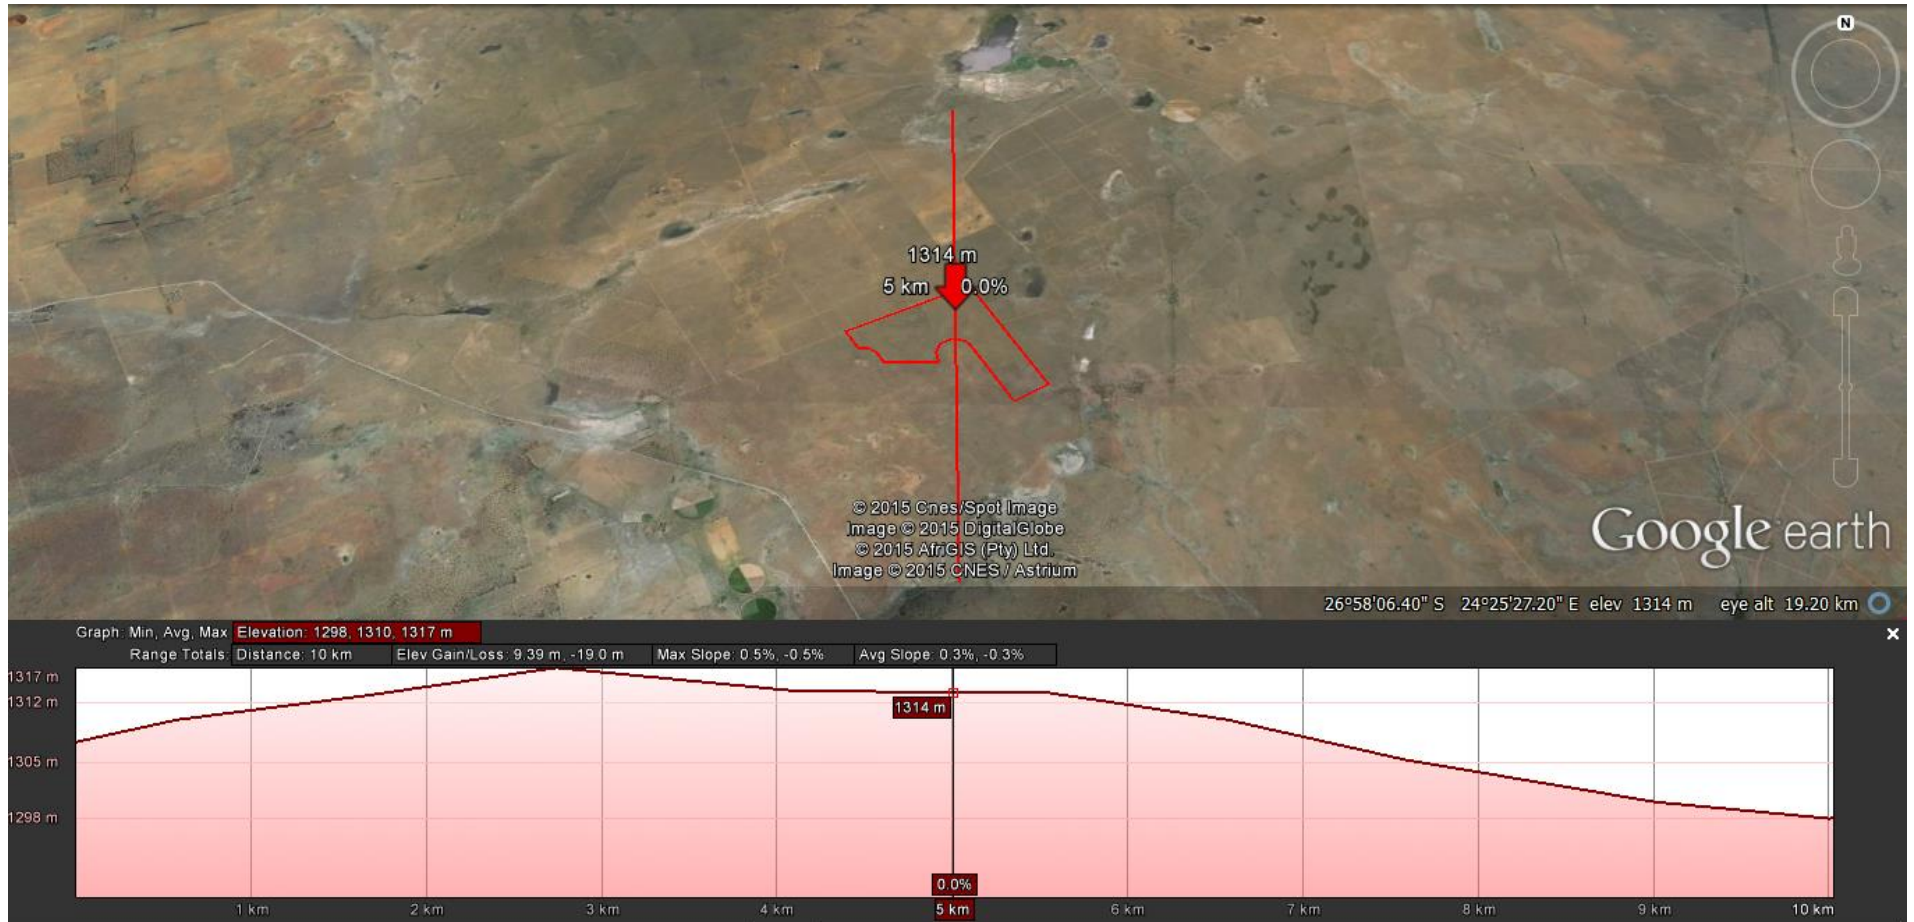 N
1314 m
5 km 0.0%
© 2015 Cnes/Spot Image
Image © 2015 DigitalGlobe
© 2015 AfriGIS (Pty) Ltd.
Image © 2015 CNES / Astrium
Google earth
26°58'06.40" S 24°25'27.20" E elev 1314 m eye alt 19.20 km
Graph: Min, Avg, Max Elevation: 1298, 1310, 1317 m
Range Totals: Distance: 10 km Elev Gain/Loss: 9.39 m, -19.0 m Max Slope: 0.5%, -0.5% Avg Slope: 0.3%, -0.3%
1317 m
1312 m
1314 m
1305 m
1298 m
0.0%
1 km 2 km 3 km 4 km 5 km 6 km 7 km 8 km 9 km 10 km